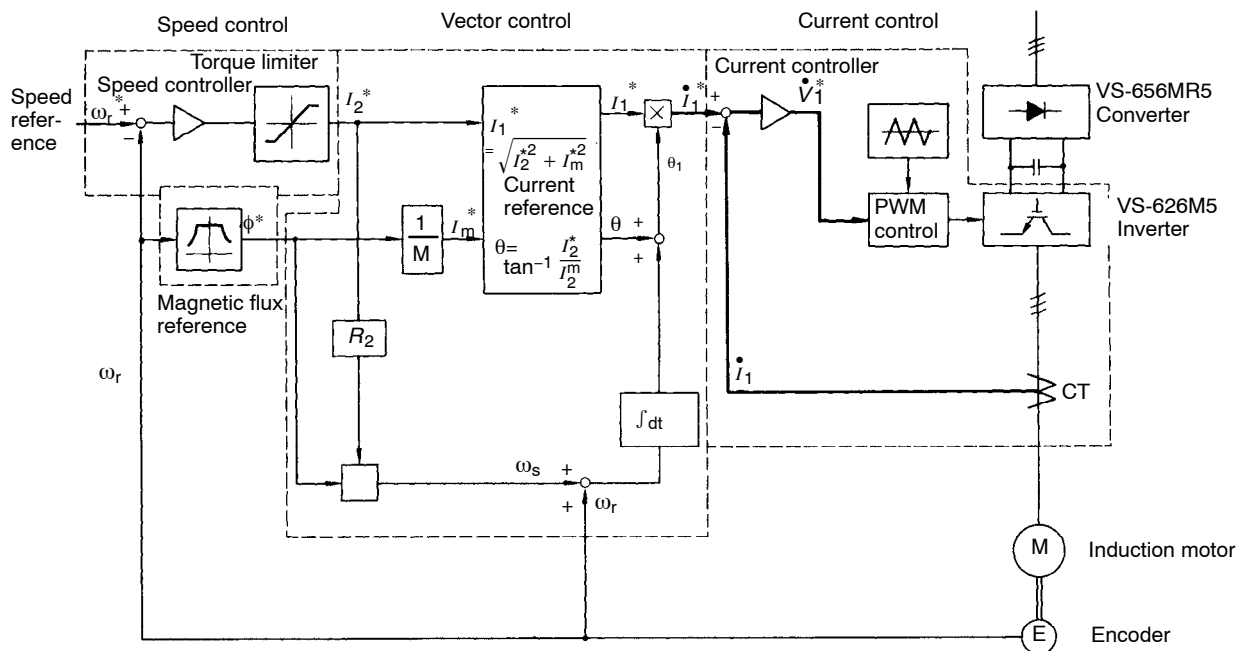 Speed control
Vector control
Current control
Torque limiter
Speed controller
Current controller
Speed
refer-
ence
ωr* +
−
I2*
I1*
= √I2*² + Im*²
Current
reference
θ=
tan−1 I2*/I2m
I1*
×
İ1* +
−
V̇1*
VS-656MR5
Converter
θ1
PWM
control
VS-626M5
Inverter
ϕ*
1/M
Im*
θ +
+
Magnetic flux
reference
R2
ωr
İ1
CT
∫dt
ωs +
+ ωr
M
Induction motor
E
Encoder